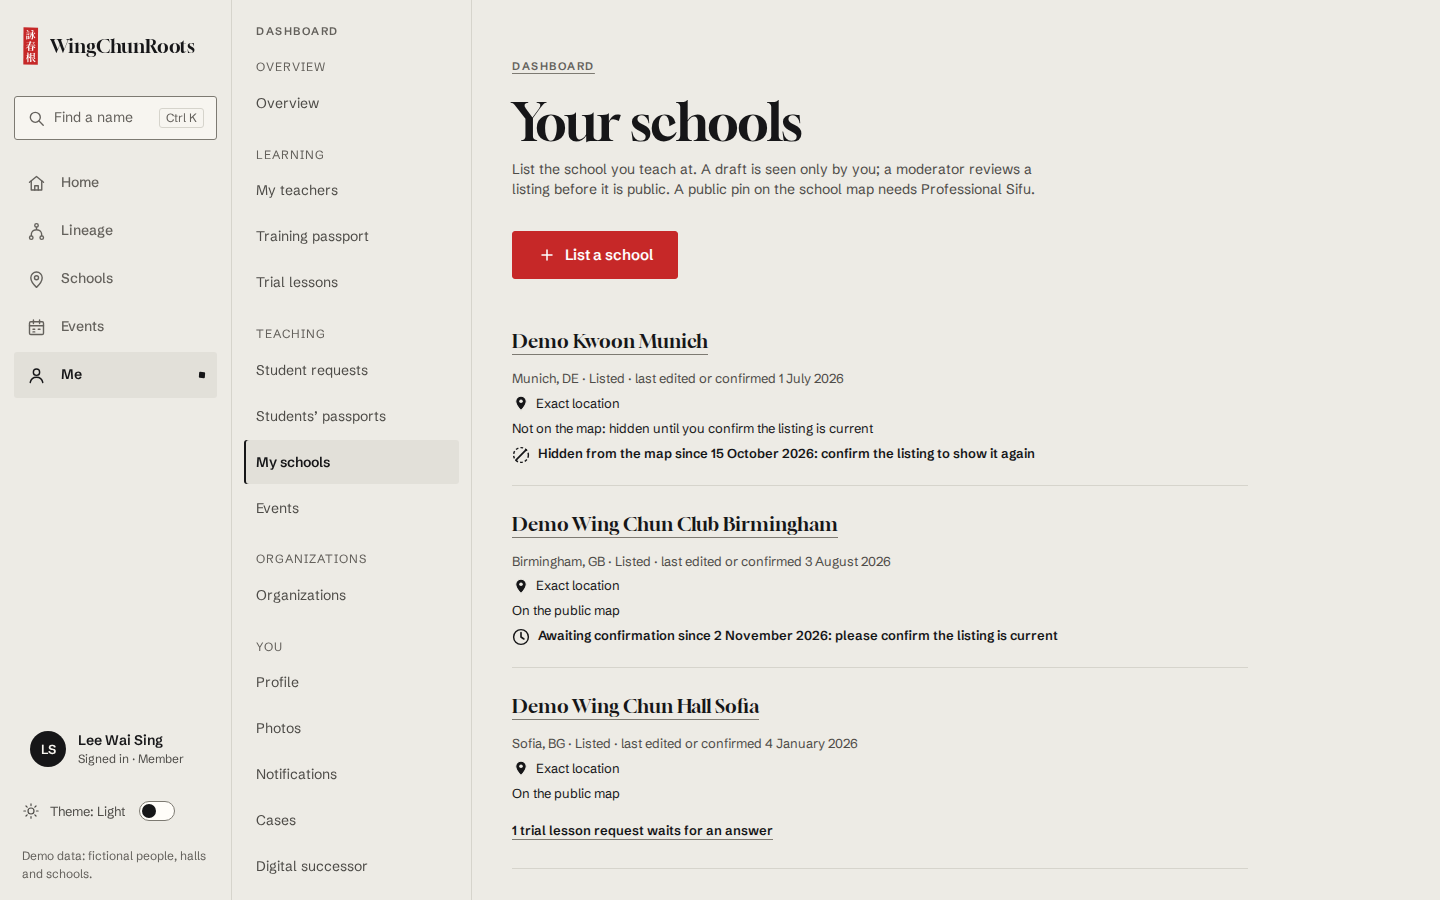 詠春根
WingChunRoots
Find a name
Ctrl K
Home
Lineage
Schools
Events
Me
LS
Lee Wai Sing
Signed in · Member
Theme: Light
Demo data: fictional people, halls
and schools.
DASHBOARD
OVERVIEW
Overview
LEARNING
My teachers
Training passport
Trial lessons
TEACHING
Student requests
Students’ passports
My schools
Events
ORGANIZATIONS
Organizations
YOU
Profile
Photos
Notifications
Cases
Digital successor
DASHBOARD
Your schools
List the school you teach at. A draft is seen only by you; a moderator reviews a
listing before it is public. A public pin on the school map needs Professional Sifu.
List a school
Demo Kwoon Munich
Munich, DE · Listed · last edited or confirmed 1 July 2026
Exact location
Not on the map: hidden until you confirm the listing is current
Hidden from the map since 15 October 2026: confirm the listing to show it again
Demo Wing Chun Club Birmingham
Birmingham, GB · Listed · last edited or confirmed 3 August 2026
Exact location
On the public map
Awaiting confirmation since 2 November 2026: please confirm the listing is current
Demo Wing Chun Hall Sofia
Sofia, BG · Listed · last edited or confirmed 4 January 2026
Exact location
On the public map
1 trial lesson request waits for an answer